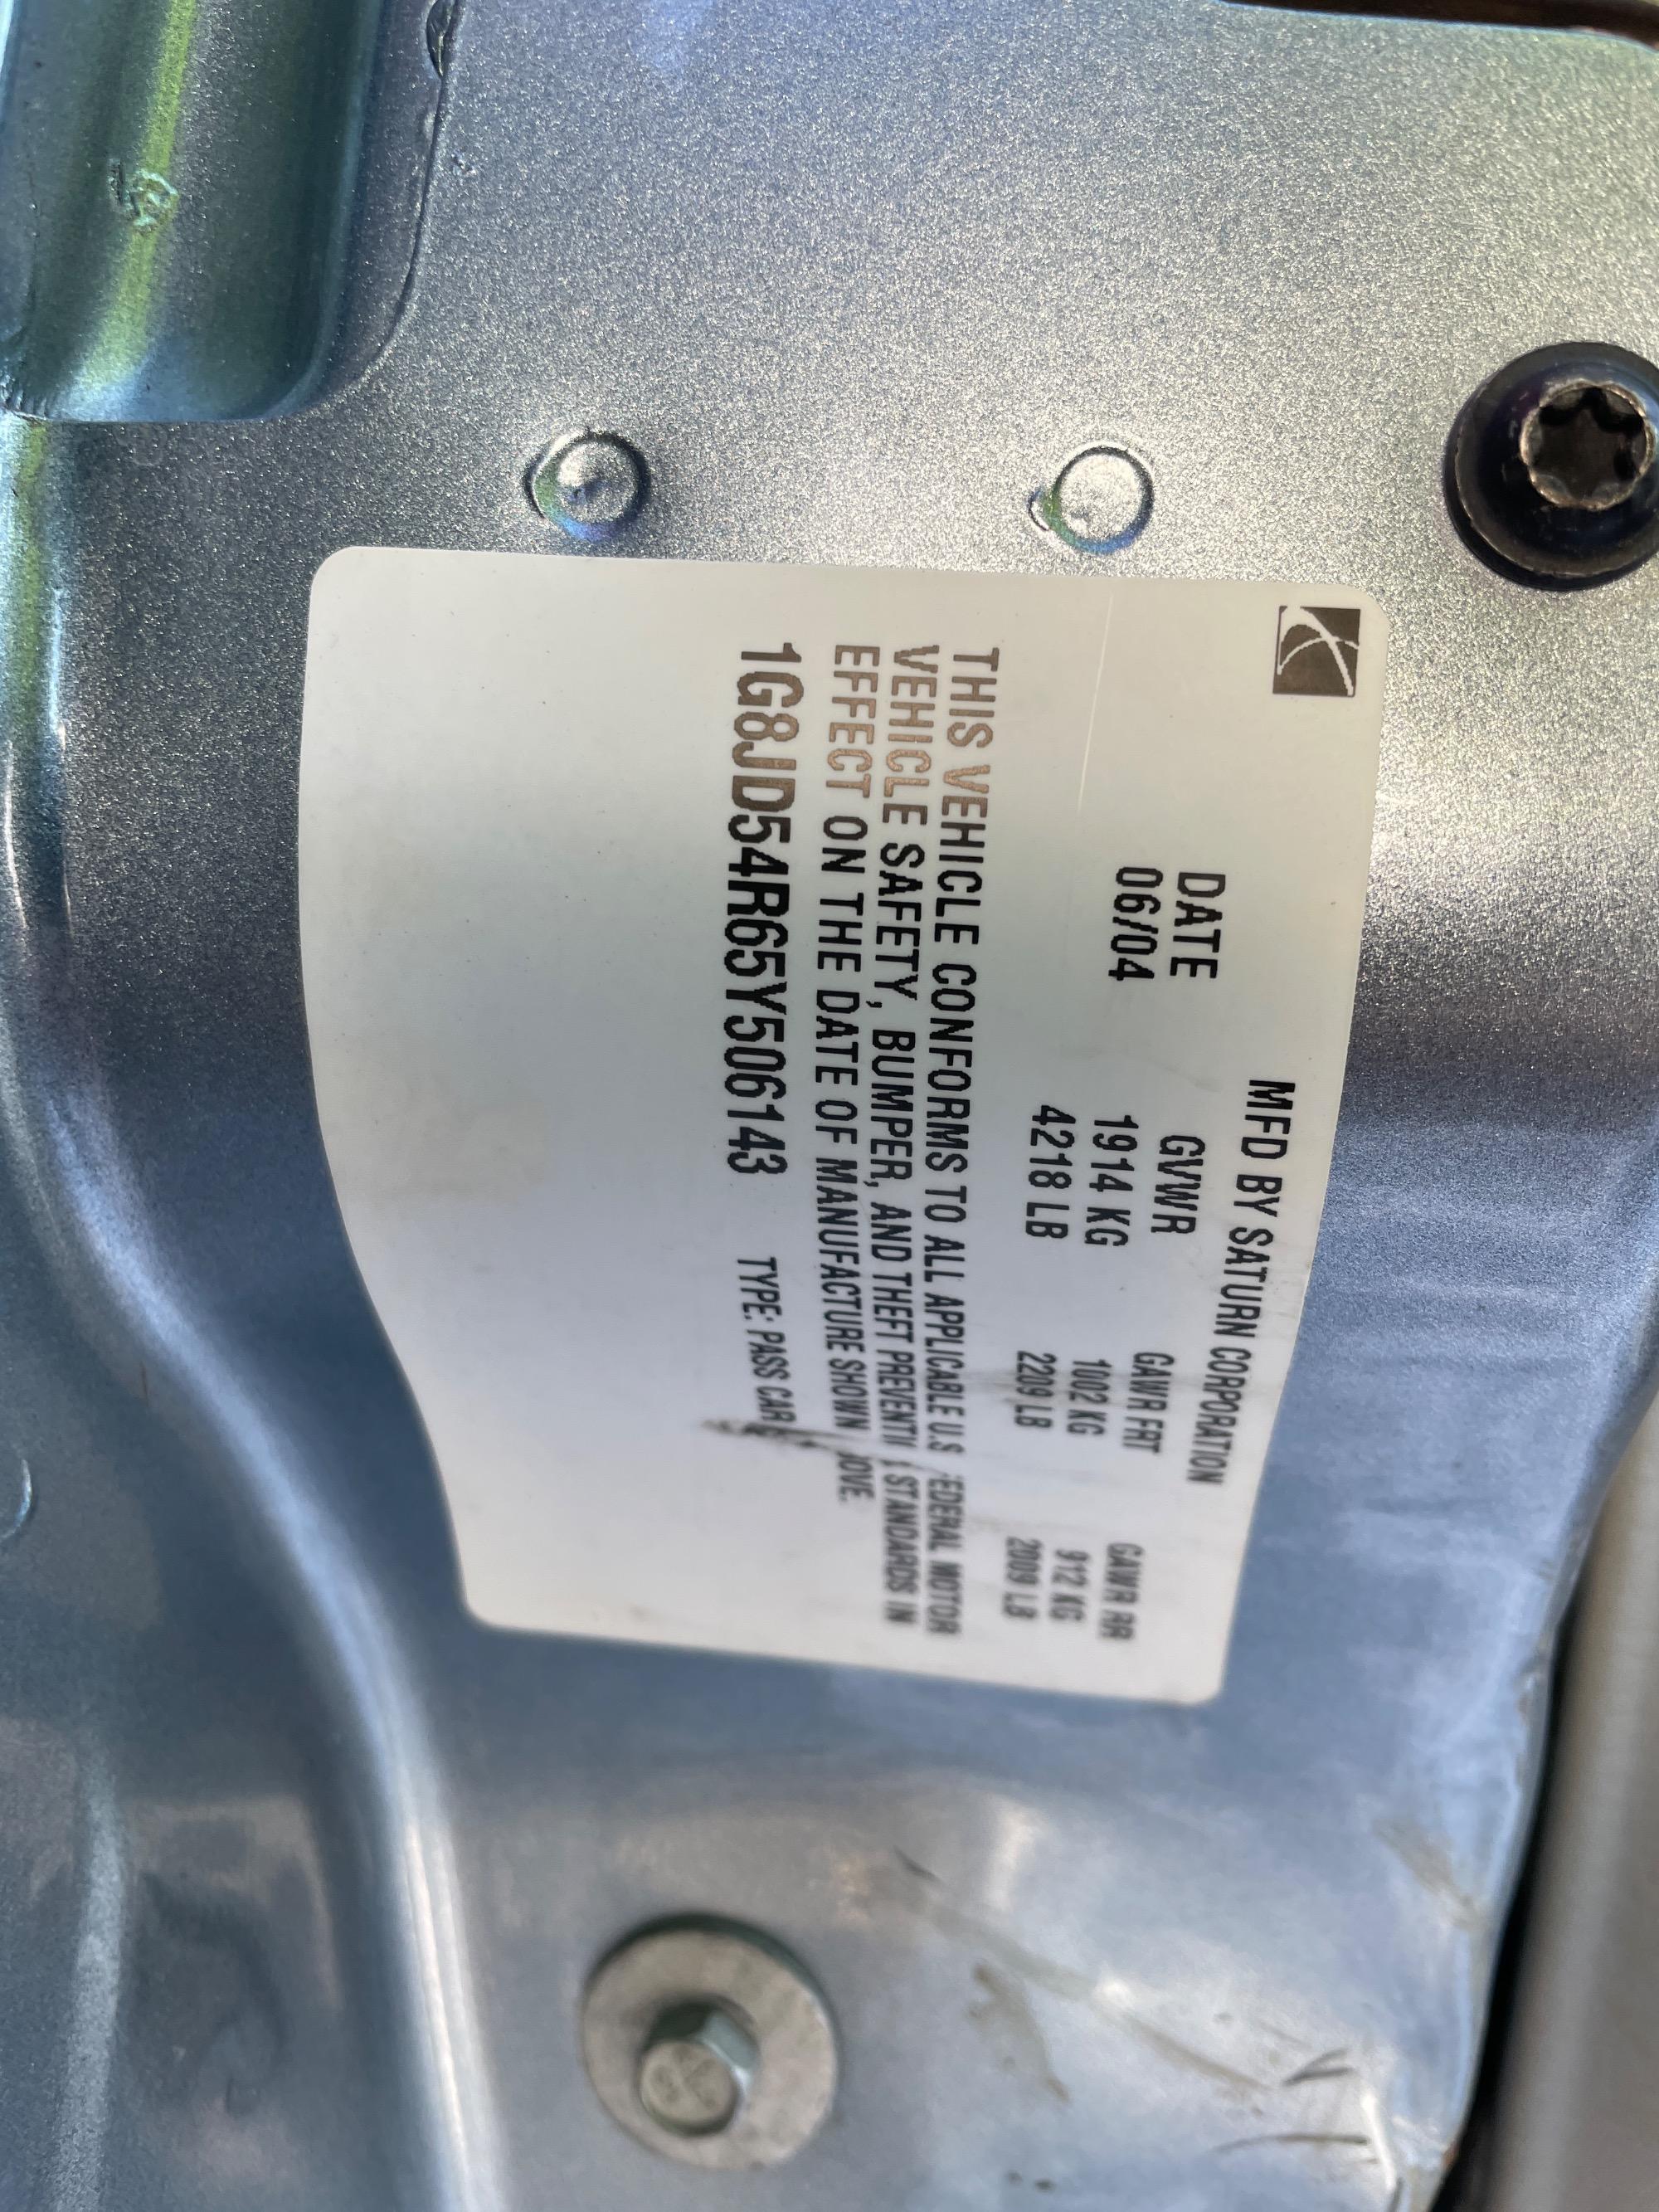 MFD BY SATURN CORPORATION
DATE GVWR GAWR FRT GAWR RR
06/04 1914 KG 1002 KG 912 KG
4218 LB 2209 LB 2009 LB
THIS VEHICLE CONFORMS TO ALL APPLICABLE U.S FEDERAL MOTOR
VEHICLE SAFETY, BUMPER, AND THEFT STANDARDS IN
EFFECT ON THE DATE OF MANUFACTURE SHOWN
1G8JD54R65Y506143 TYPE: PASS CAR